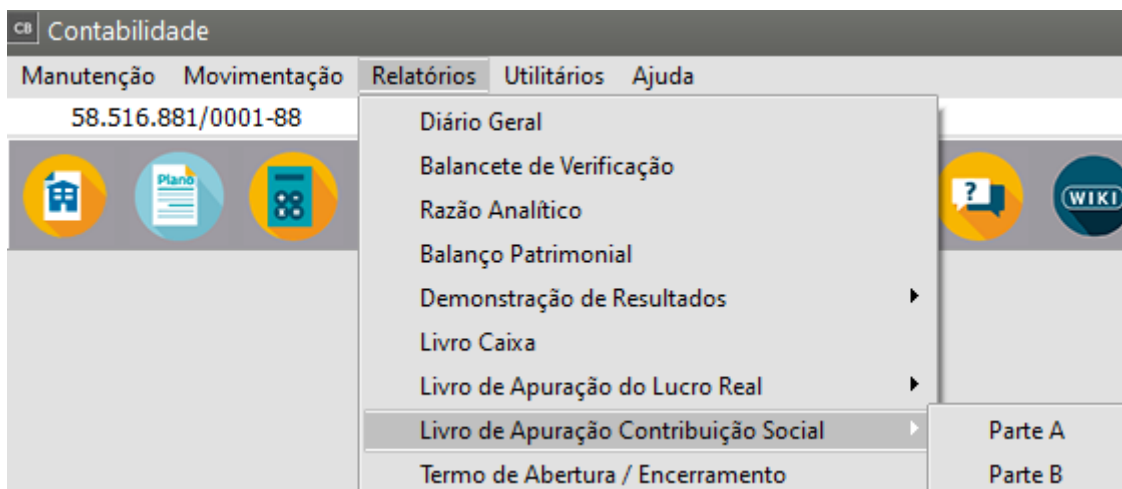 CB Contabilidade
Manutenção Movimentação Relatórios Utilitários Ajuda
58.516.881/0001-88
Plano
?
WIKI
Diário Geral
Balancete de Verificação
Razão Analítico
Balanço Patrimonial
Demonstração de Resultados
Livro Caixa
Livro de Apuração do Lucro Real
Livro de Apuração Contribuição Social
Parte A
Termo de Abertura / Encerramento
Parte B